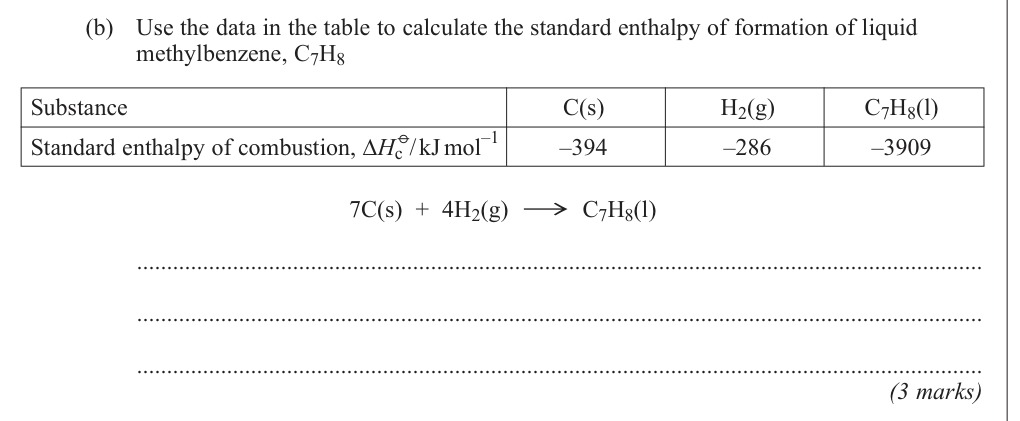 (b) Use the data in the table to calculate the standard enthalpy of formation of liquid
methylbenzene, C₇H₈
Substance C(s) H₂(g) C₇H₈(l)
Standard enthalpy of combustion, ΔH꜀⦵/kJ mol⁻¹ –394 –286 –3909
7C(s) + 4H₂(g) ⟶ C₇H₈(l)
..........
..........
..........
(3 marks)